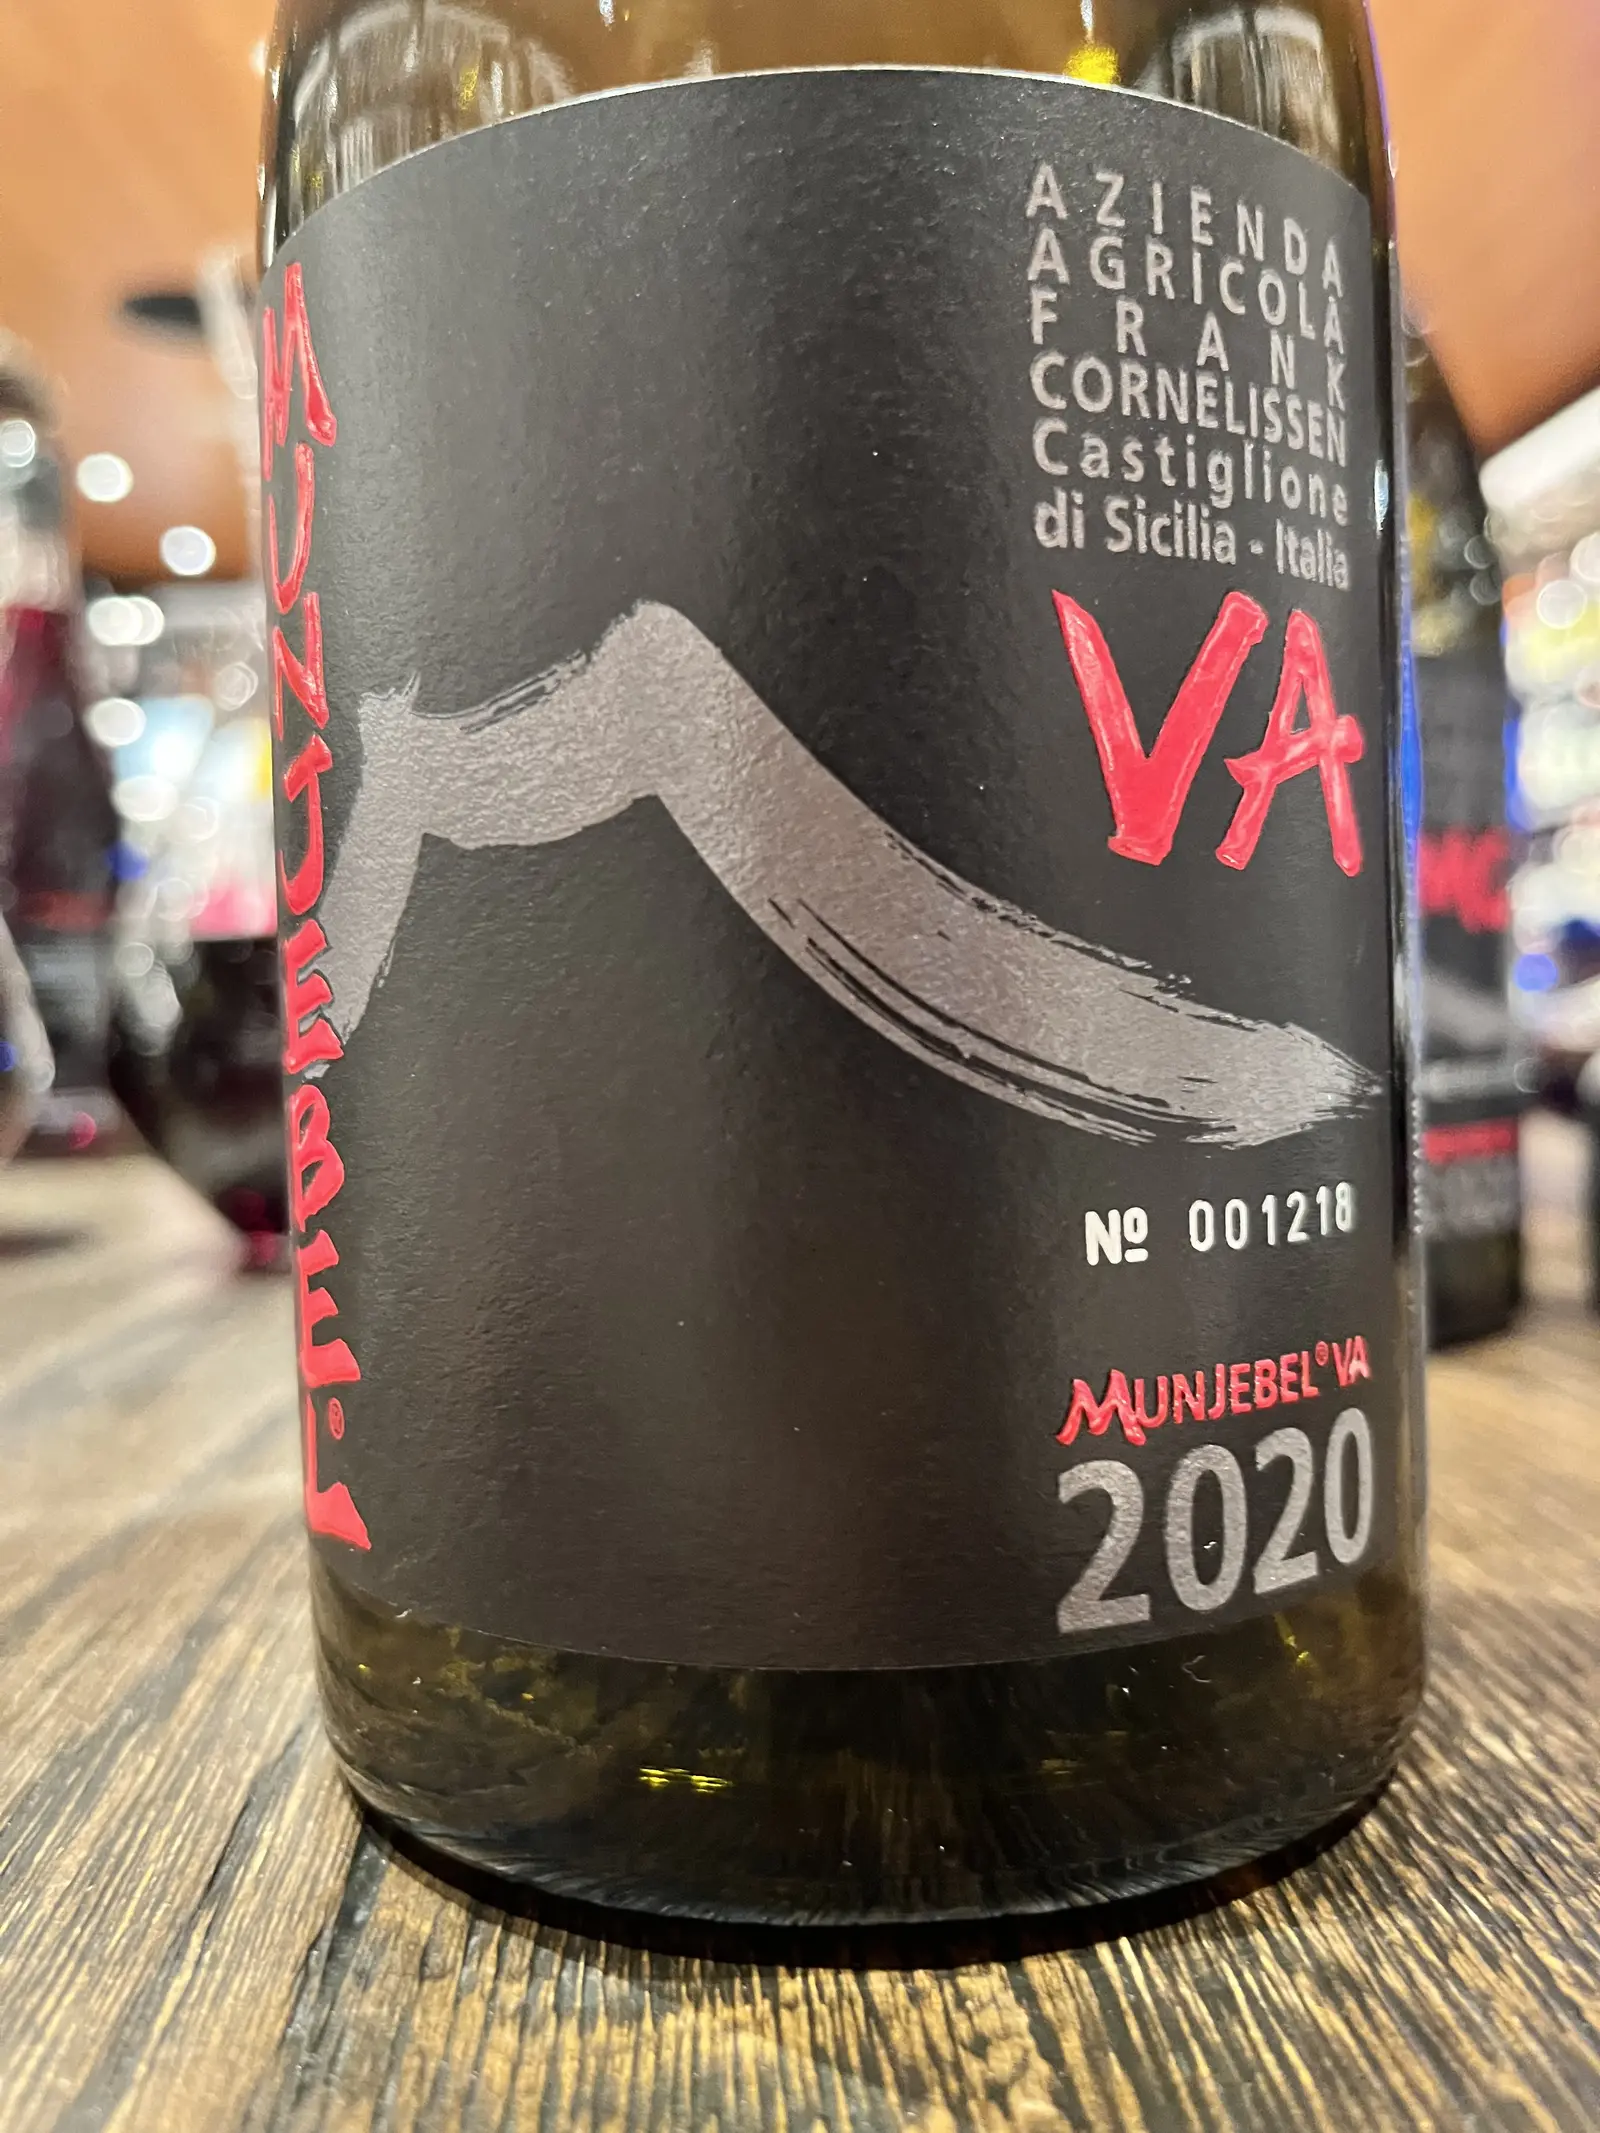 MUNJEBEL®
AZIENDA
AGRICOLA
FRANK
CORNELISSEN
Castiglione
di Sicilia - Italia
VA
Nº 001218
MUNJEBEL® VA
2020